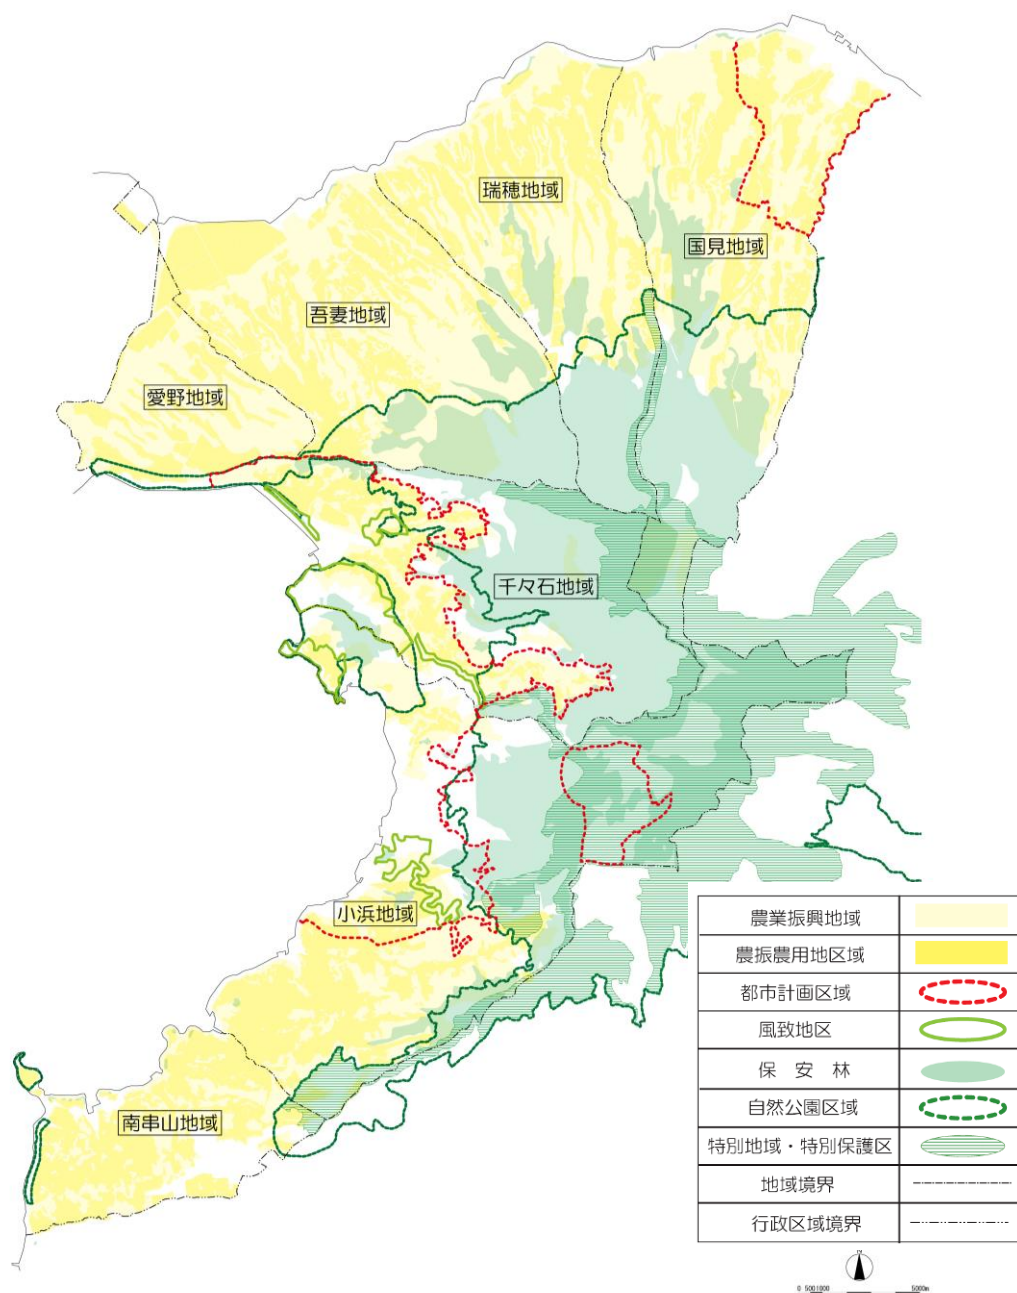 瑞穂地域
国見地域
吾妻地域
愛野地域
千々石地域
小浜地域
南串山地域
農業振興地域
農振農用地区域
都市計画区域
風致地区
保 安 林
自然公園区域
特別地域・特別保護区
地域境界
行政区域境界
N
0 500 1000 5000m